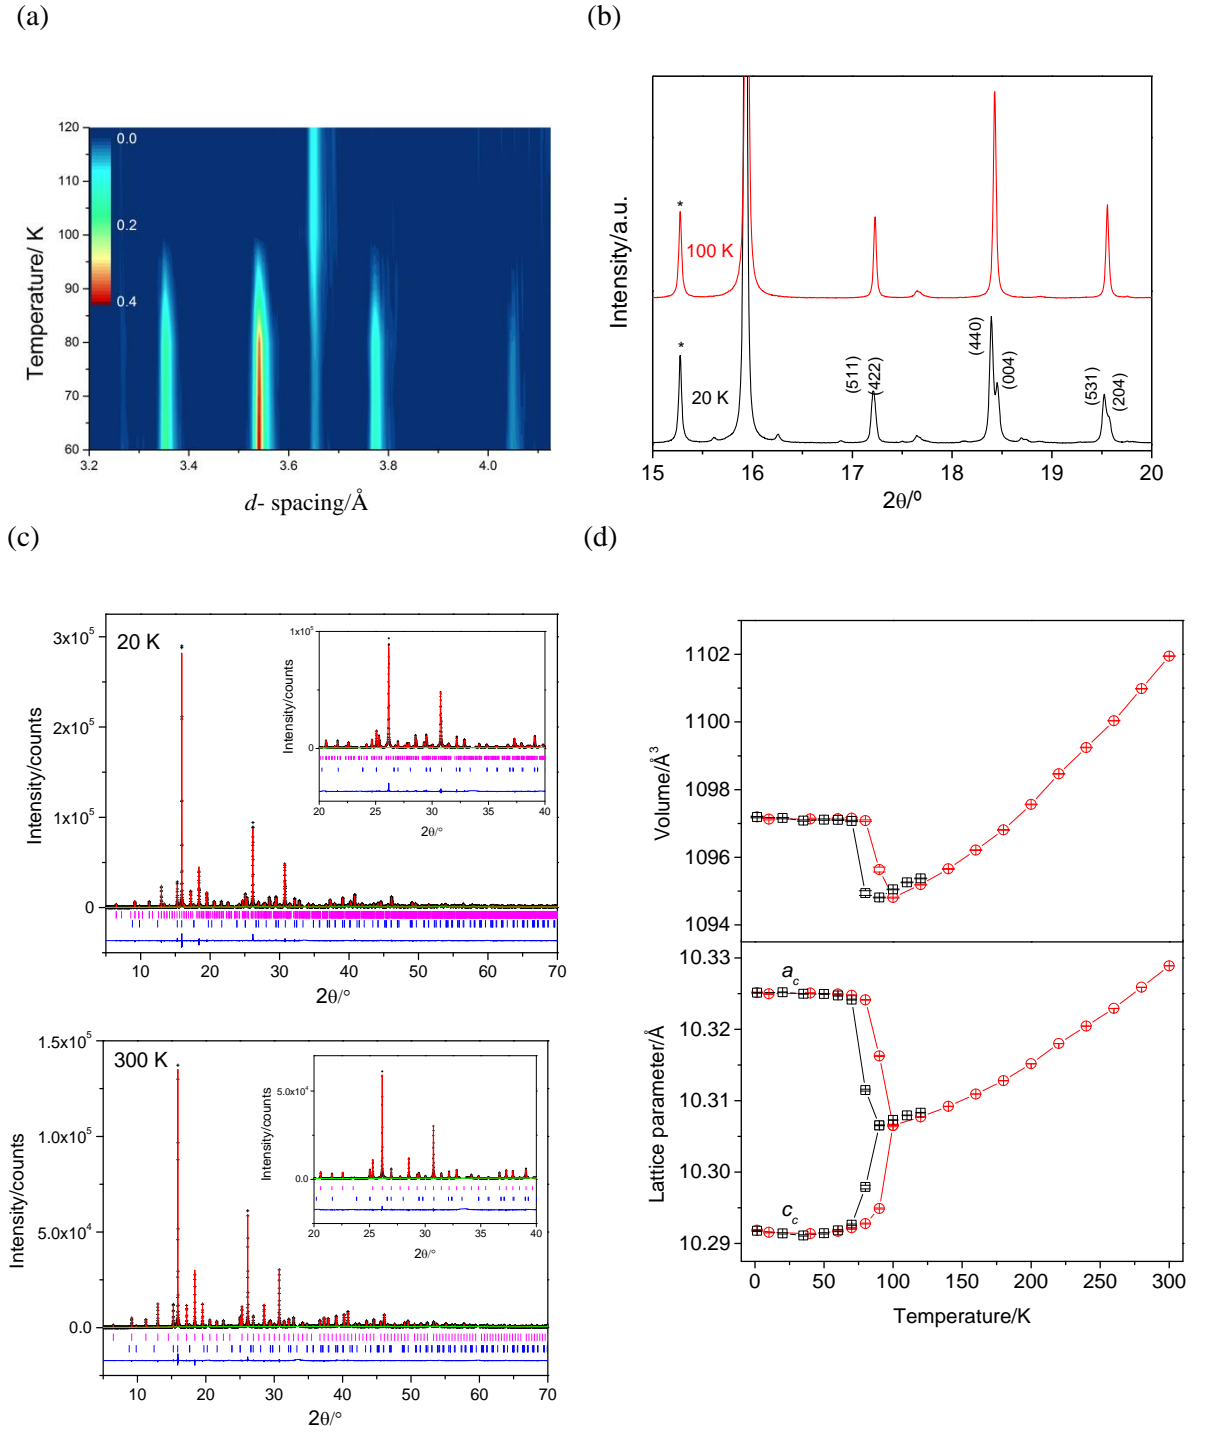 (a)
120
110
100
90
80
70
60
0.0
0.2
0.4
Temperature/ K
3.2
3.4
3.6
3.8
4.0
d- spacing/Å
(b)
Intensity/a.u.
*
100 K
*
20 K
(511)
(422)
(440)
(004)
(531)
(204)
15
16
17
18
19
20
2θ/º
(c)
20 K
3x10⁵
2x10⁵
1x10⁵
0
Intensity/counts
10
20
30
40
50
60
70
2θ/°
1x10⁵
0
Intensity/counts
20
25
30
35
40
2θ/°
300 K
1.5x10⁵
1.0x10⁵
5.0x10⁴
0.0
Intensity/counts
10
20
30
40
50
60
70
2θ/°
5.0x10⁴
0.0
Intensity/counts
20
25
30
35
40
2θ/°
(d)
1102
1100
1098
1096
1094
Volume/Å³
10.33
10.32
10.31
10.30
10.29
Lattice parameter/Å
a_c
c_c
0
50
100
150
200
250
300
Temperature/K